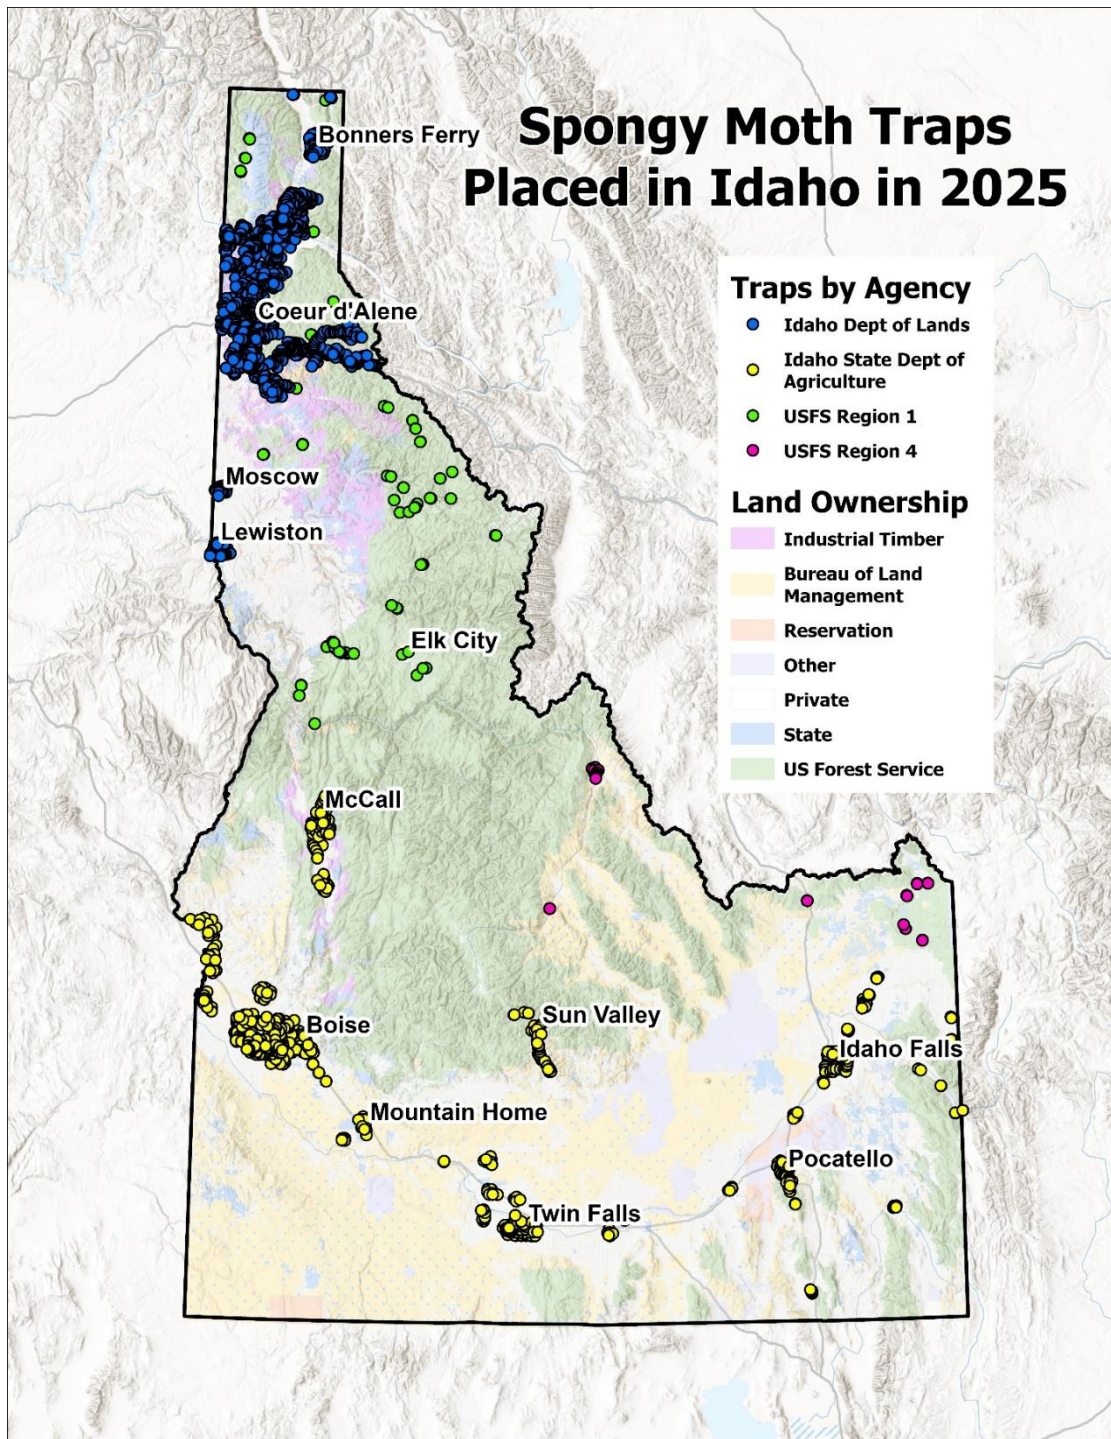 Spongy Moth Traps
Placed in Idaho in 2025
Bonners Ferry
Coeur d'Alene
Moscow
Lewiston
Elk City
McCall
Boise
Sun Valley
Idaho Falls
Mountain Home
Pocatello
Twin Falls
Traps by Agency
Idaho Dept of Lands
Idaho State Dept of
Agriculture
USFS Region 1
USFS Region 4
Land Ownership
Industrial Timber
Bureau of Land
Management
Reservation
Other
Private
State
US Forest Service